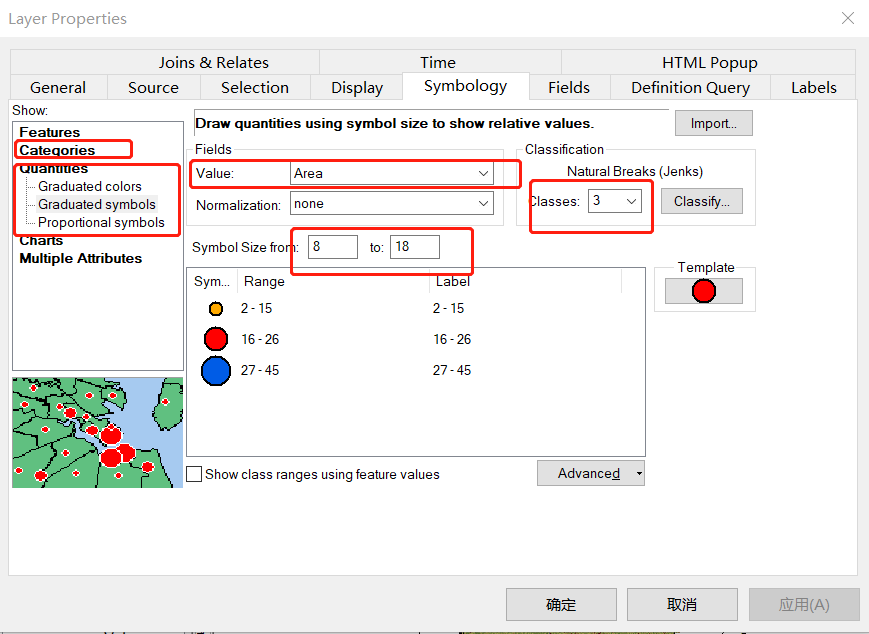 Layer Properties
Joins & Relates Time HTML Popup
General Source Selection Display Symbology Fields Definition Query Labels
Show:
Features
Categories
Quantities
Graduated colors
Graduated symbols
Proportional symbols
Charts
Multiple Attributes
Draw quantities using symbol size to show relative values.
Import...
Fields
Value: Area
Normalization: none
Classification
Natural Breaks (Jenks)
Classes: 3 Classify...
Symbol Size from: 8 to: 18
Sym... Range Label
2 - 15 2 - 15
16 - 26 16 - 26
27 - 45 27 - 45
Template
Show class ranges using feature values
Advanced
确定 取消 应用(A)